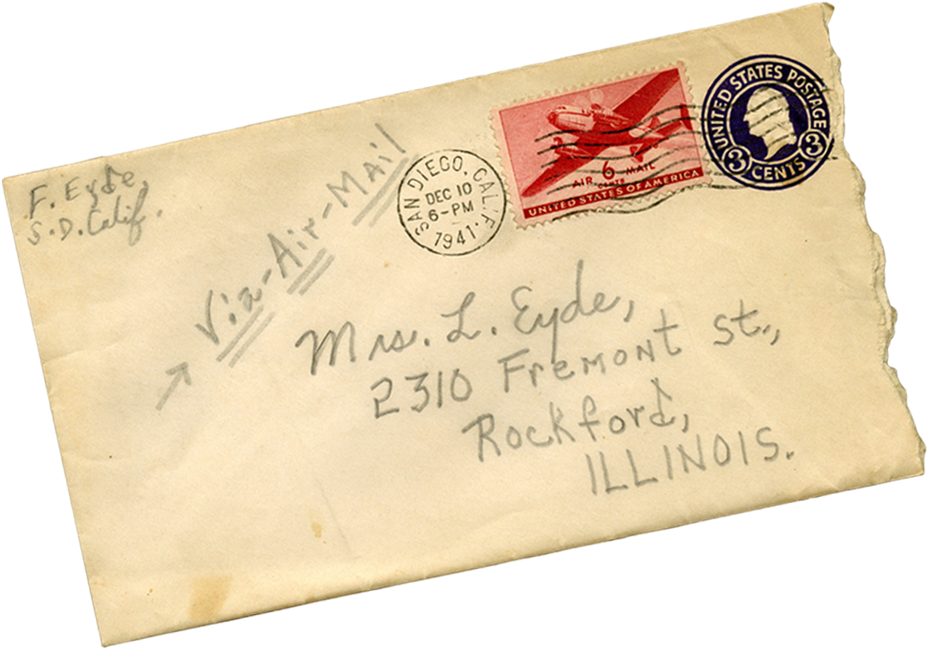 F. Eyde
S. D. Calif.
Via-Air-Mail
SAN DIEGO, CALIF.
DEC 10
6-PM
1941
6
CENTS
AIR MAIL
UNITED STATES OF AMERICA
UNITED STATES POSTAGE
3 CENTS 3
Mrs. L. Eyde,
2310 Fremont St.,
Rockford,
ILLINOIS.